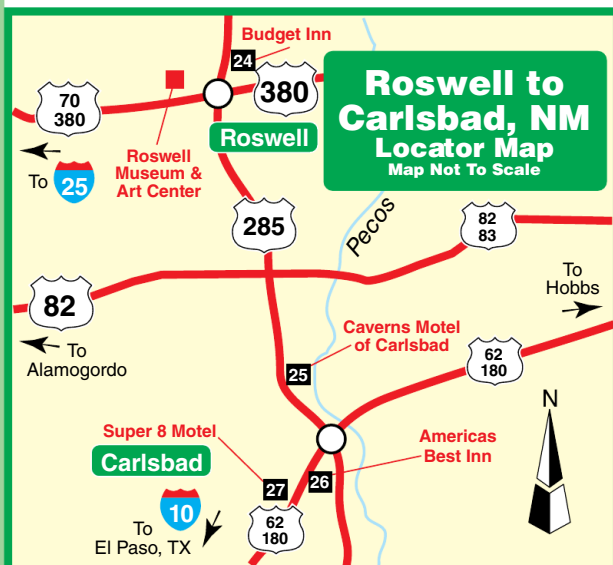 Budget Inn
24
380
70
380
Roswell to
Carlsbad, NM
Locator Map
Map Not To Scale
Roswell
Roswell
Museum &
Art Center
To
25
285
Pecos
82
83
82
To
Hobbs
To
Alamogordo
Caverns Motel
of Carlsbad
25
62
180
N
Super 8 Motel
Carlsbad
Americas
Best Inn
27
26
10
62
180
To
El Paso, TX